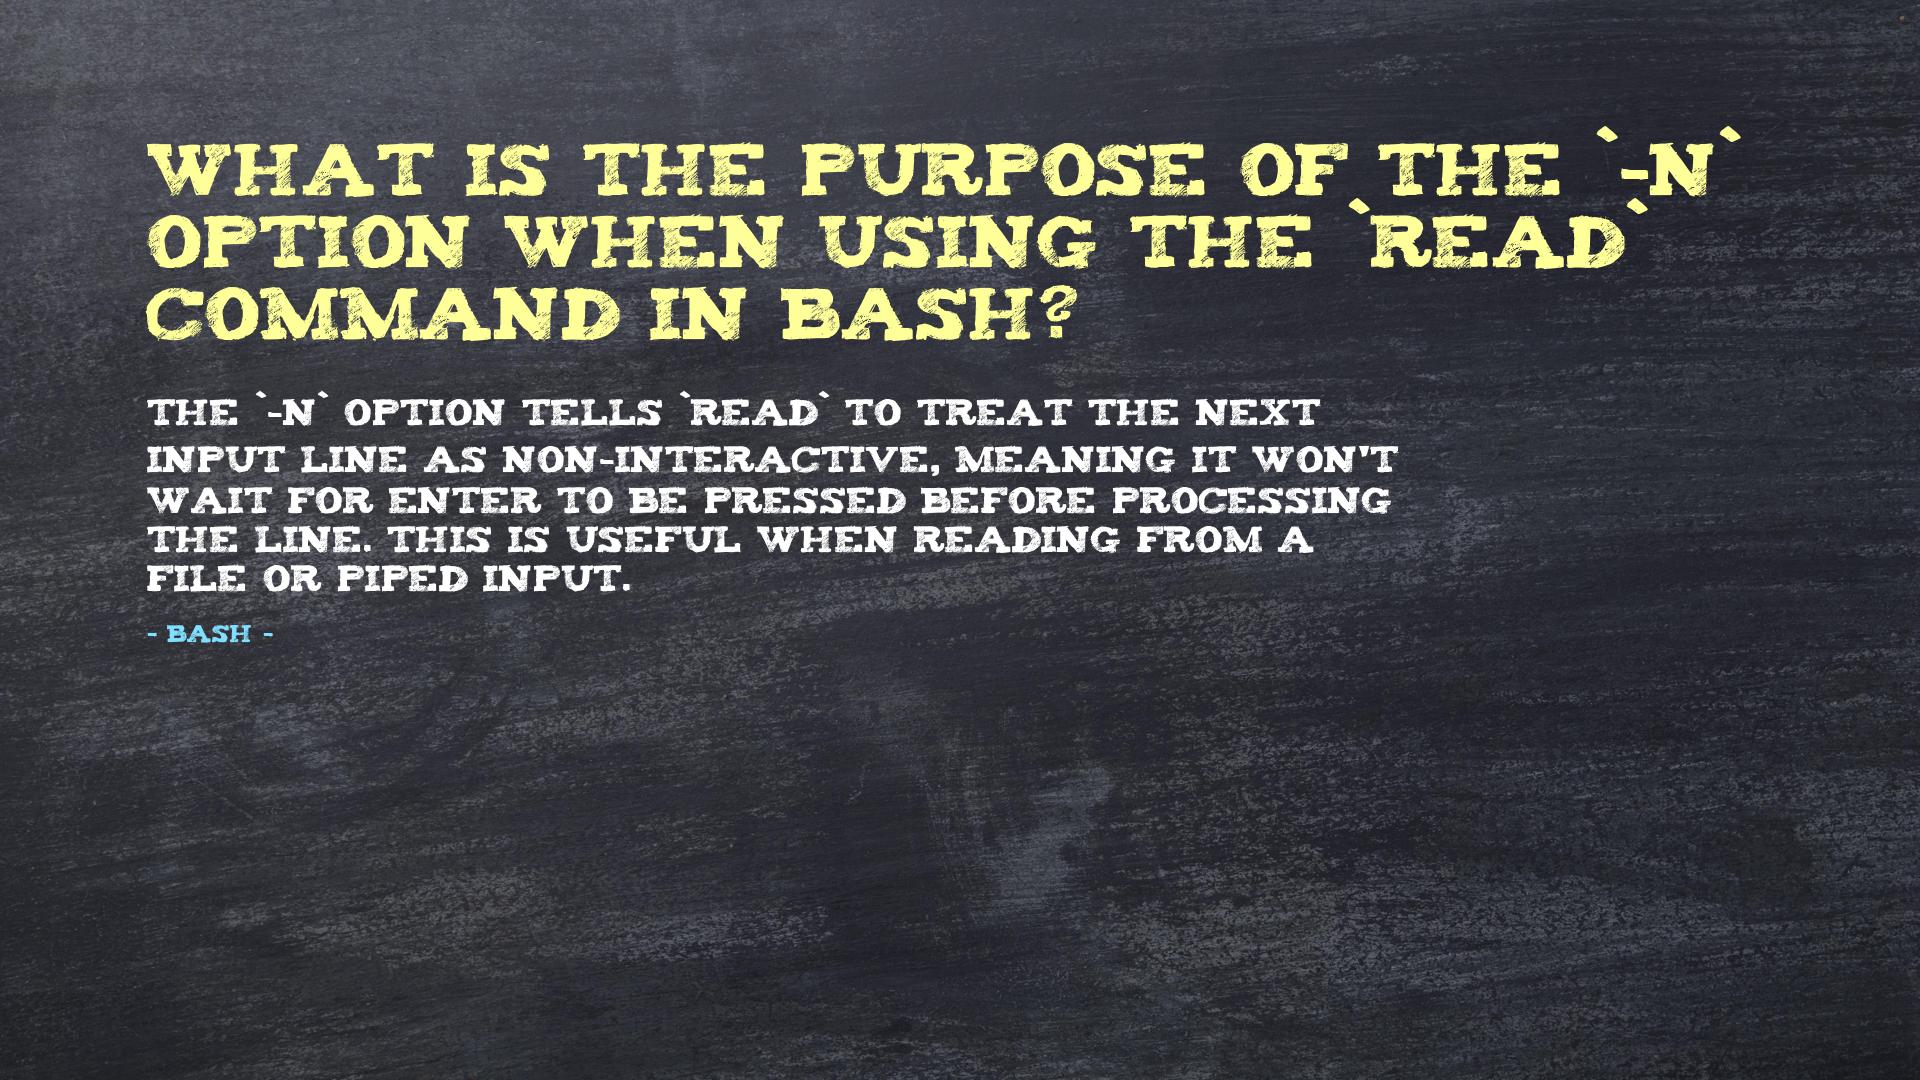 WHAT IS THE PURPOSE OF THE `-N`
OPTION WHEN USING THE `READ`
COMMAND IN BASH?
THE `-N` OPTION TELLS `READ` TO TREAT THE NEXT
INPUT LINE AS NON-INTERACTIVE, MEANING IT WON'T
WAIT FOR ENTER TO BE PRESSED BEFORE PROCESSING
THE LINE. THIS IS USEFUL WHEN READING FROM A
FILE OR PIPED INPUT.
- BASH -